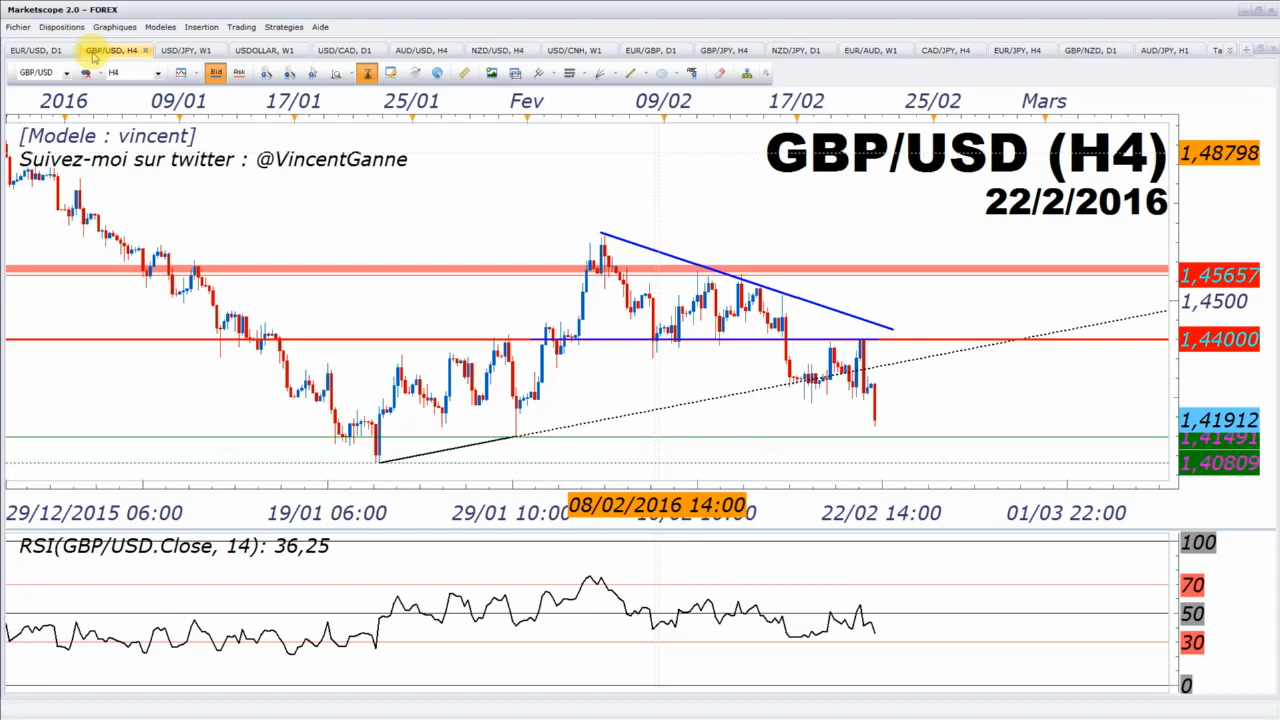 Marketscope 2.0 – FOREX
Fichier Dispositions Graphiques Modeles Insertion Trading Strategies Aide
EUR/USD, D1 GBP/USD, H4 USD/JPY, W1 USDOLLAR, W1 USD/CAD, D1 AUD/USD, H4 NZD/USD, H4 USD/CNH, W1 EUR/GBP, D1 GBP/JPY, H4 NZD/JPY, D1 EUR/AUD, W1 CAD/JPY, H4 EUR/JPY, H4 GBP/NZD, D1 AUD/JPY, H1 Ta
GBP/USD H4 Bid Ask
2016 09/01 17/01 25/01 Fev 09/02 17/02 25/02 Mars
[Modele : vincent]
Suivez-moi sur twitter : @VincentGanne
GBP/USD (H4)
22/2/2016
1,48798
1,45657
1,4500
1,44000
1,41912
1,41491
1,40809
29/12/2015 06:00 19/01 06:00 29/01 10:00 08/02/2016 14:00 22/02 14:00 01/03 22:00
RSI(GBP/USD.Close, 14): 36,25
100
70
50
30
0